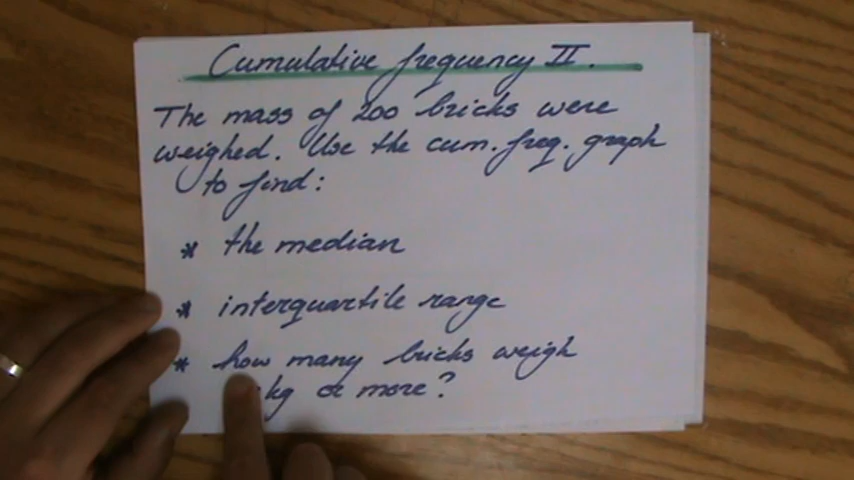 Cumulative frequency II.
The mass of 200 bricks were
weighed. Use the cum. freq. graph
to find:
* the median
* interquartile range
* how many bricks weigh
kg or more?